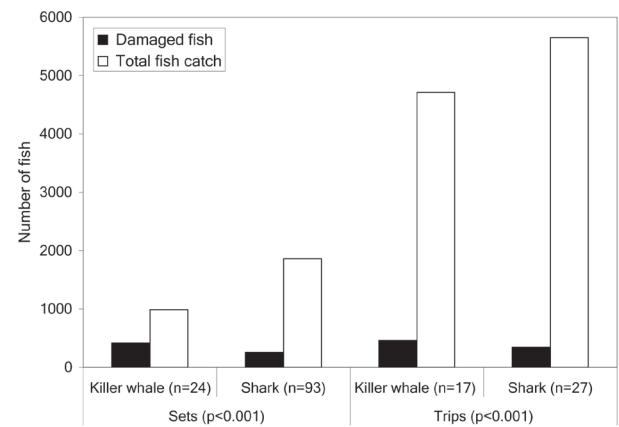 6000
5000
4000
3000
2000
1000
0
Number of fish
Damaged fish
Total fish catch
Killer whale (n=24) Shark (n=93) Killer whale (n=17) Shark (n=27)
Sets (p<0.001) Trips (p<0.001)